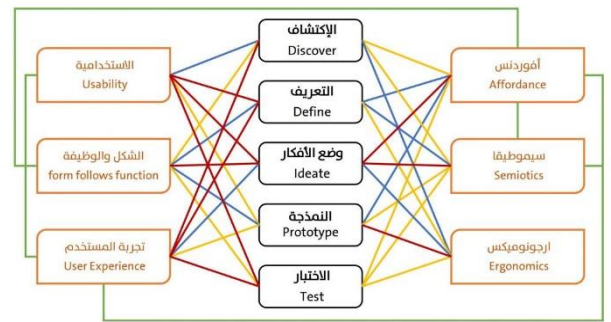 الإكتشاف
Discover
الاستخدامية
Usability
أفوردنس
Affordance
التعريف
Define
الشكل والوظيفة
form follows function
وضع الأفكار
Ideate
سيموطيقا
Semiotics
النمذجة
Prototype
تجربة المستخدم
User Experience
ارجونوميكس
Ergonomics
الاختبار
Test